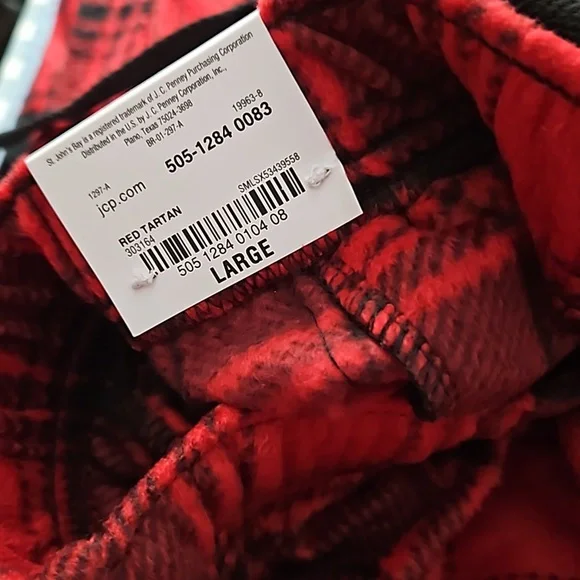 St. John's Bay is a registered trademark of J. C. Penney Purchasing Corporation
Distributed in the U.S. by J. C. Penney Corporation, Inc.,
Plano, Texas 75024-3698
BR-01-297-A 19963-8
505-1284 0083
1297-A
jcp.com
SMLSX53439558
RED TARTAN
303164
505 1284 0104 08
LARGE